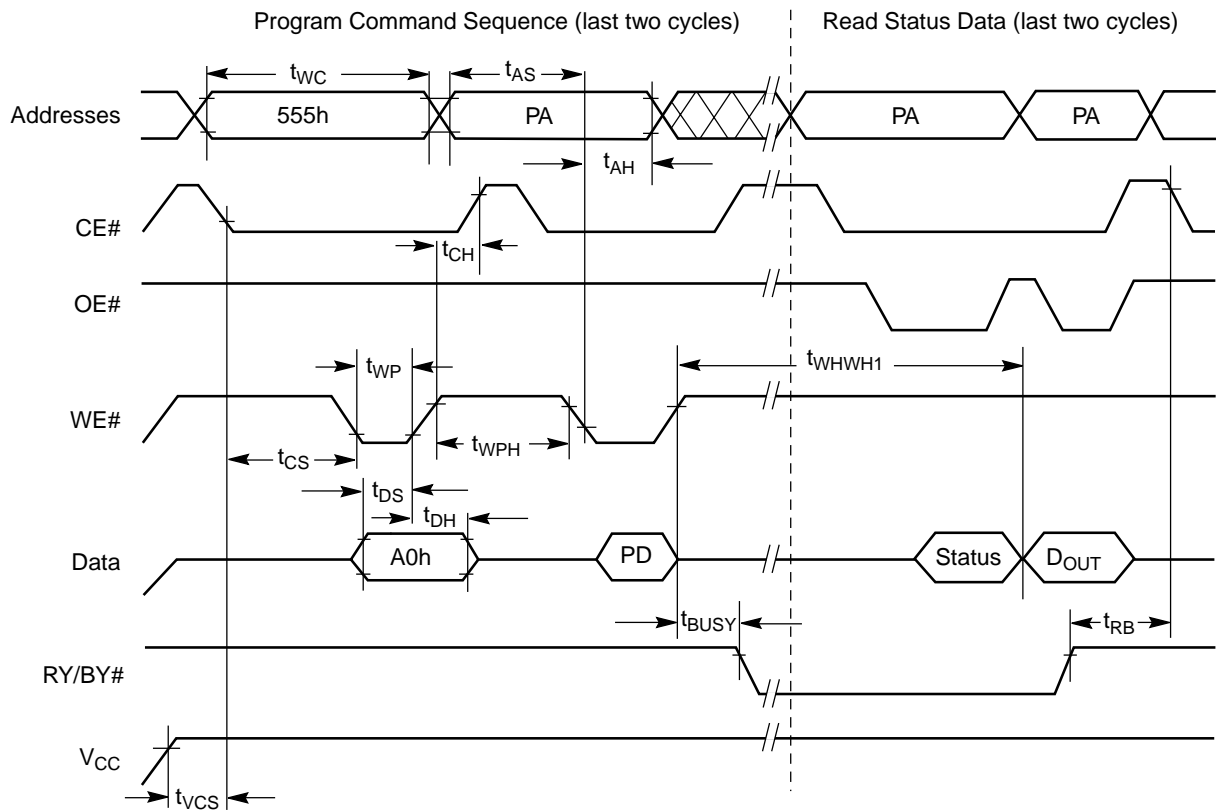 Program Command Sequence (last two cycles)
Read Status Data (last two cycles)
tWC
tAS
Addresses
555h
PA
PA
PA
tAH
CE#
tCH
OE#
tWP
tWHWH1
WE#
tWPH
tCS
tDS
tDH
Data
A0h
PD
Status
DOUT
tBUSY
tRB
RY/BY#
VCC
tVCS